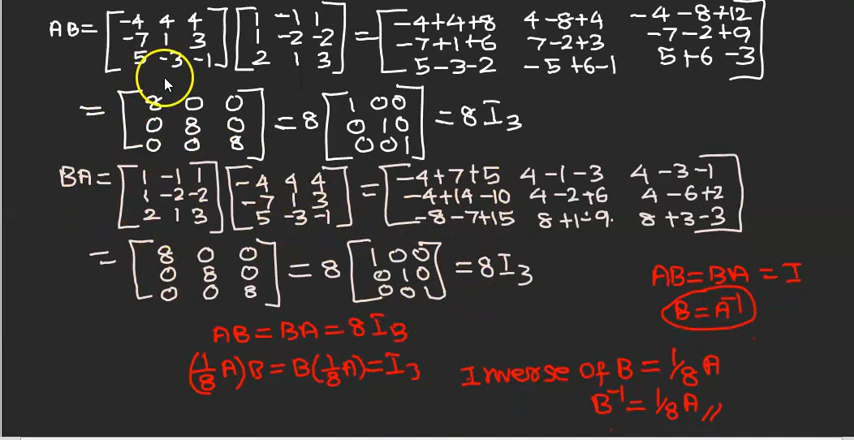 AB = [-4 4 4 [1 -1 1 = [-4+4+8 4-8+4 -4-8+12
-7 1 3 1 -2 -2 -7+1+6 7-2+3 -7-2+9
5 -3 -1] 2 1 3] 5-3-2 -5+6-1 5+6-3]
= [8 0 0 = 8 [1 0 0 = 8I₃
0 8 0 0 1 0
0 0 8] 0 0 1]
BA = [1 -1 1 [-4 4 4 = [-4+7+5 4-1-3 4-3-1
1 -2 -2 -7 1 3 -4+14-10 4-2+6 4-6+2
2 1 3] 5 -3 -1] -8-7+15 8+1-9. 8+3-3]
= [8 0 0 = 8 [1 0 0 = 8I₃
0 8 0 0 1 0
0 0 8] 0 0 1]
AB = BA = I
B = A⁻¹
AB = BA = 8I₃
(1/8 A)B = B(1/8 A) = I₃
Inverse of B = 1/8 A
B⁻¹ = 1/8 A //